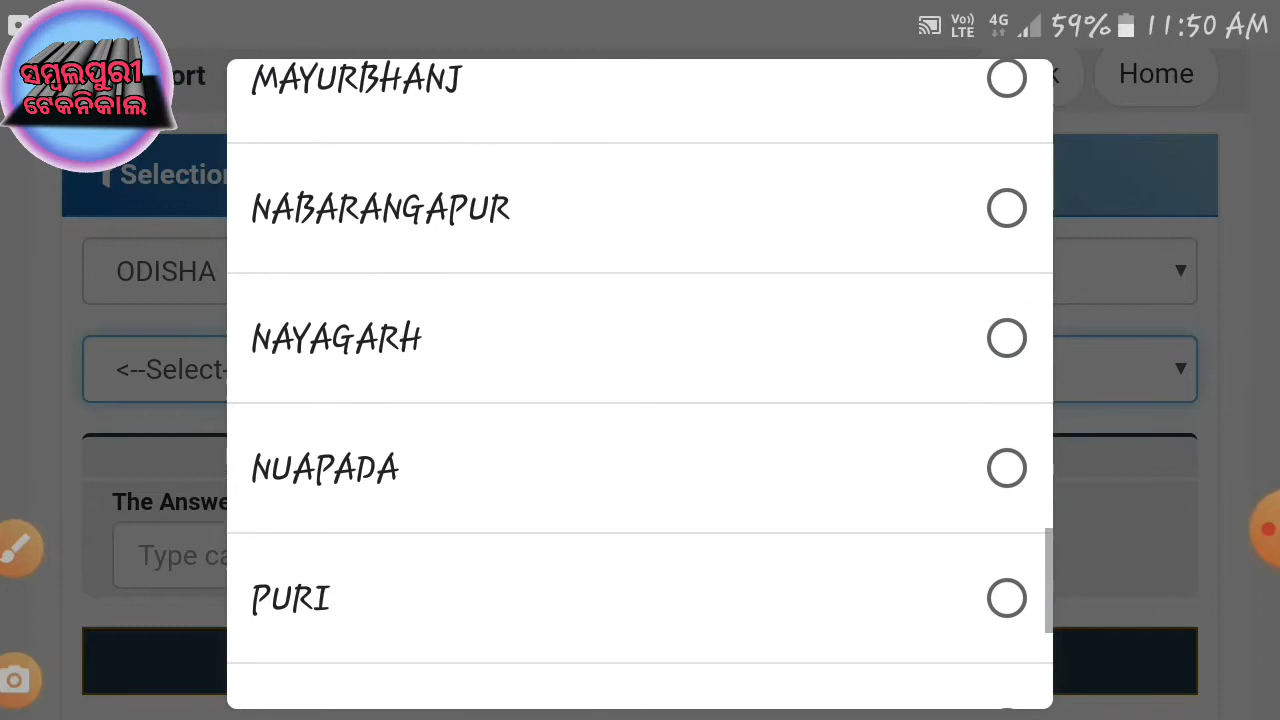 Vo)) LTE 4G 59% 11:50 AM
ସମ୍ବଲପୁରୀ
ଟେକନିକାଲ
ort
k
Home
Selection
ODISHA
<--Select-
The Answe
Type ca
MAYURBHANJ
NABARANGAPUR
NAYAGARH
NUAPADA
PURI